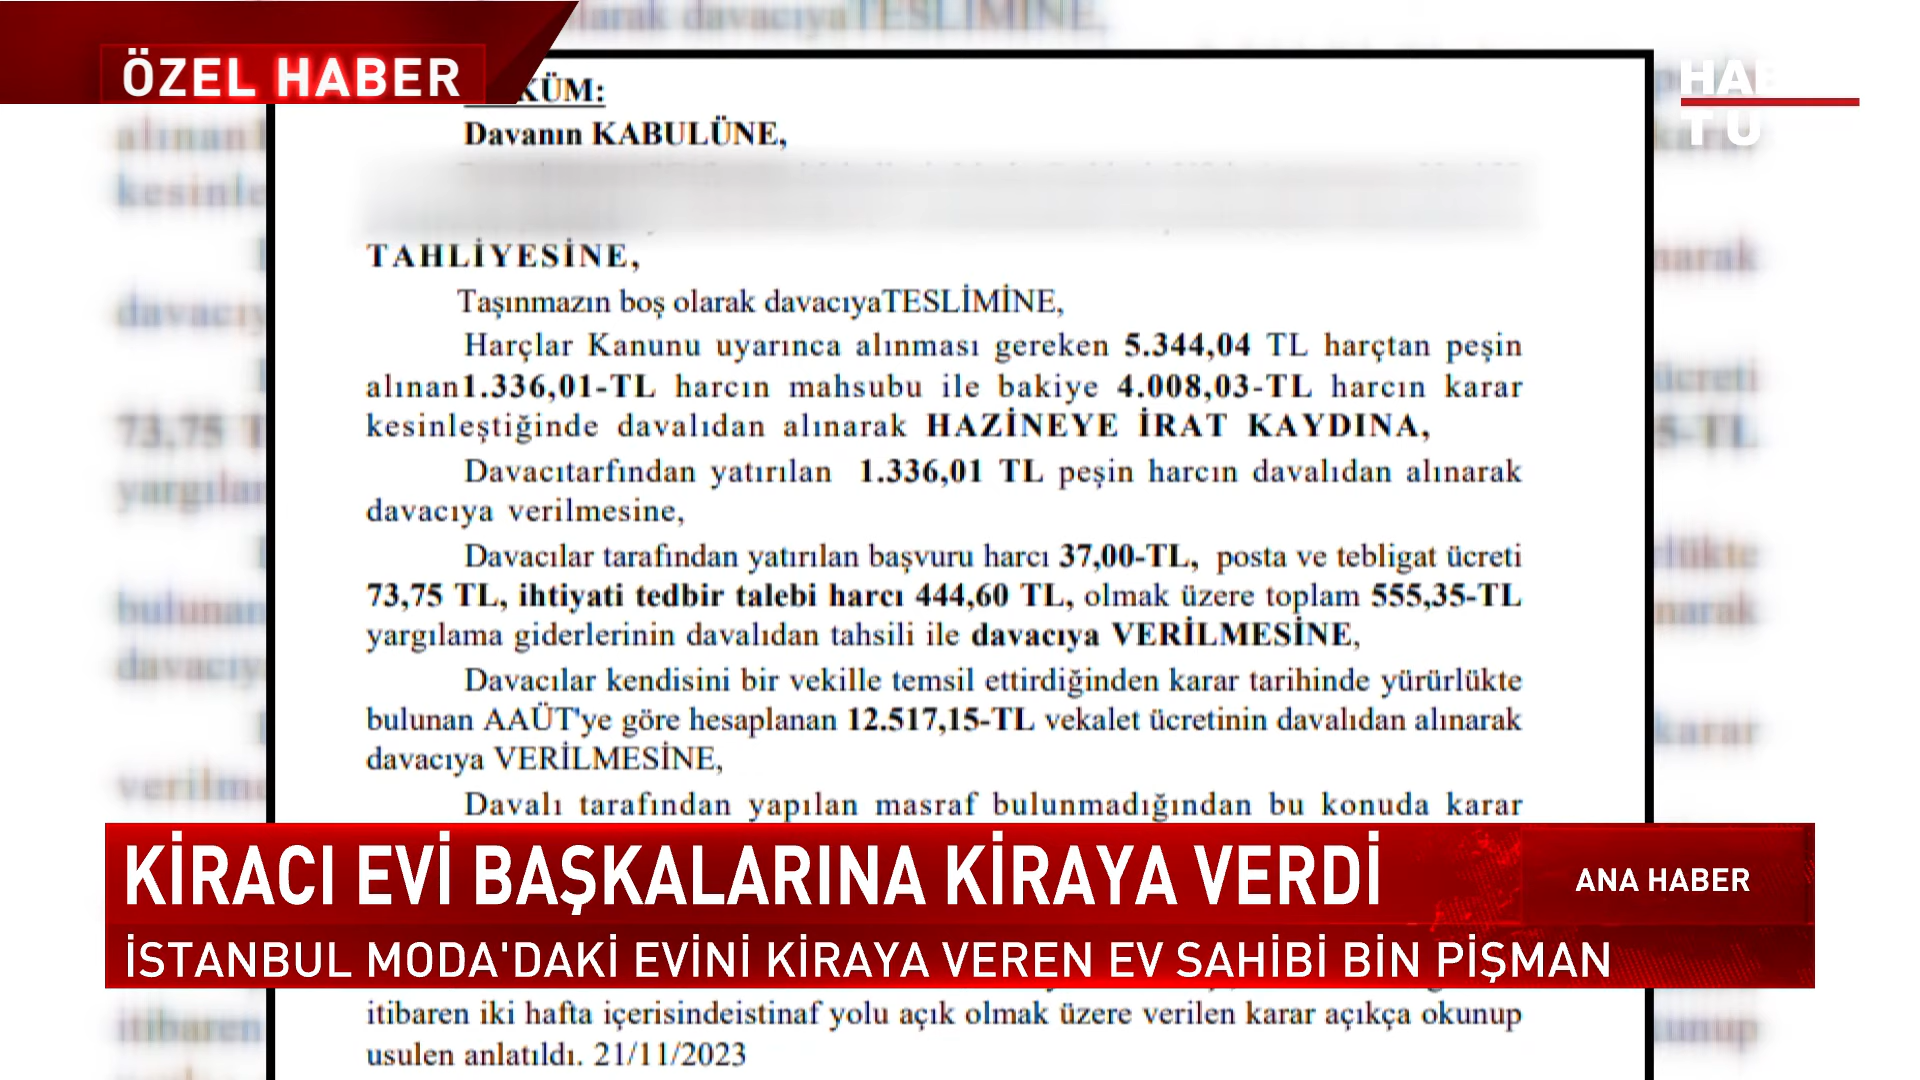 ÖZEL HABER
KÜM:
Davanın KABULÜNE,
TAHLİYESİNE,
Taşınmazın boş olarak davacıyaTESLİMİNE,
Harçlar Kanunu uyarınca alınması gereken 5.344,04 TL harçtan peşin
alınan1.336,01-TL harcın mahsubu ile bakiye 4.008,03-TL harcın karar
kesinleştiğinde davalıdan alınarak HAZİNEYE İRAT KAYDINA,
Davacıtarfından yatırılan 1.336,01 TL peşin harcın davalıdan alınarak
davacıya verilmesine,
Davacılar tarafından yatırılan başvuru harcı 37,00-TL, posta ve tebligat ücreti
73,75 TL, ihtiyati tedbir talebi harcı 444,60 TL, olmak üzere toplam 555,35-TL
yargılama giderlerinin davalıdan tahsili ile davacıya VERİLMESİNE,
Davacılar kendisini bir vekille temsil ettirdiğinden karar tarihinde yürürlükte
bulunan AAÜT'ye göre hesaplanan 12.517,15-TL vekalet ücretinin davalıdan alınarak
davacıya VERİLMESİNE,
Davalı tarafından yapılan masraf bulunmadığından bu konuda karar
KİRACI EVİ BAŞKALARINA KİRAYA VERDİ
ANA HABER
İSTANBUL MODA'DAKİ EVİNİ KİRAYA VEREN EV SAHİBİ BİN PİŞMAN
itibaren iki hafta içerisindeistinaf yolu açık olmak üzere verilen karar açıkça okunup
usulen anlatıldı. 21/11/2023